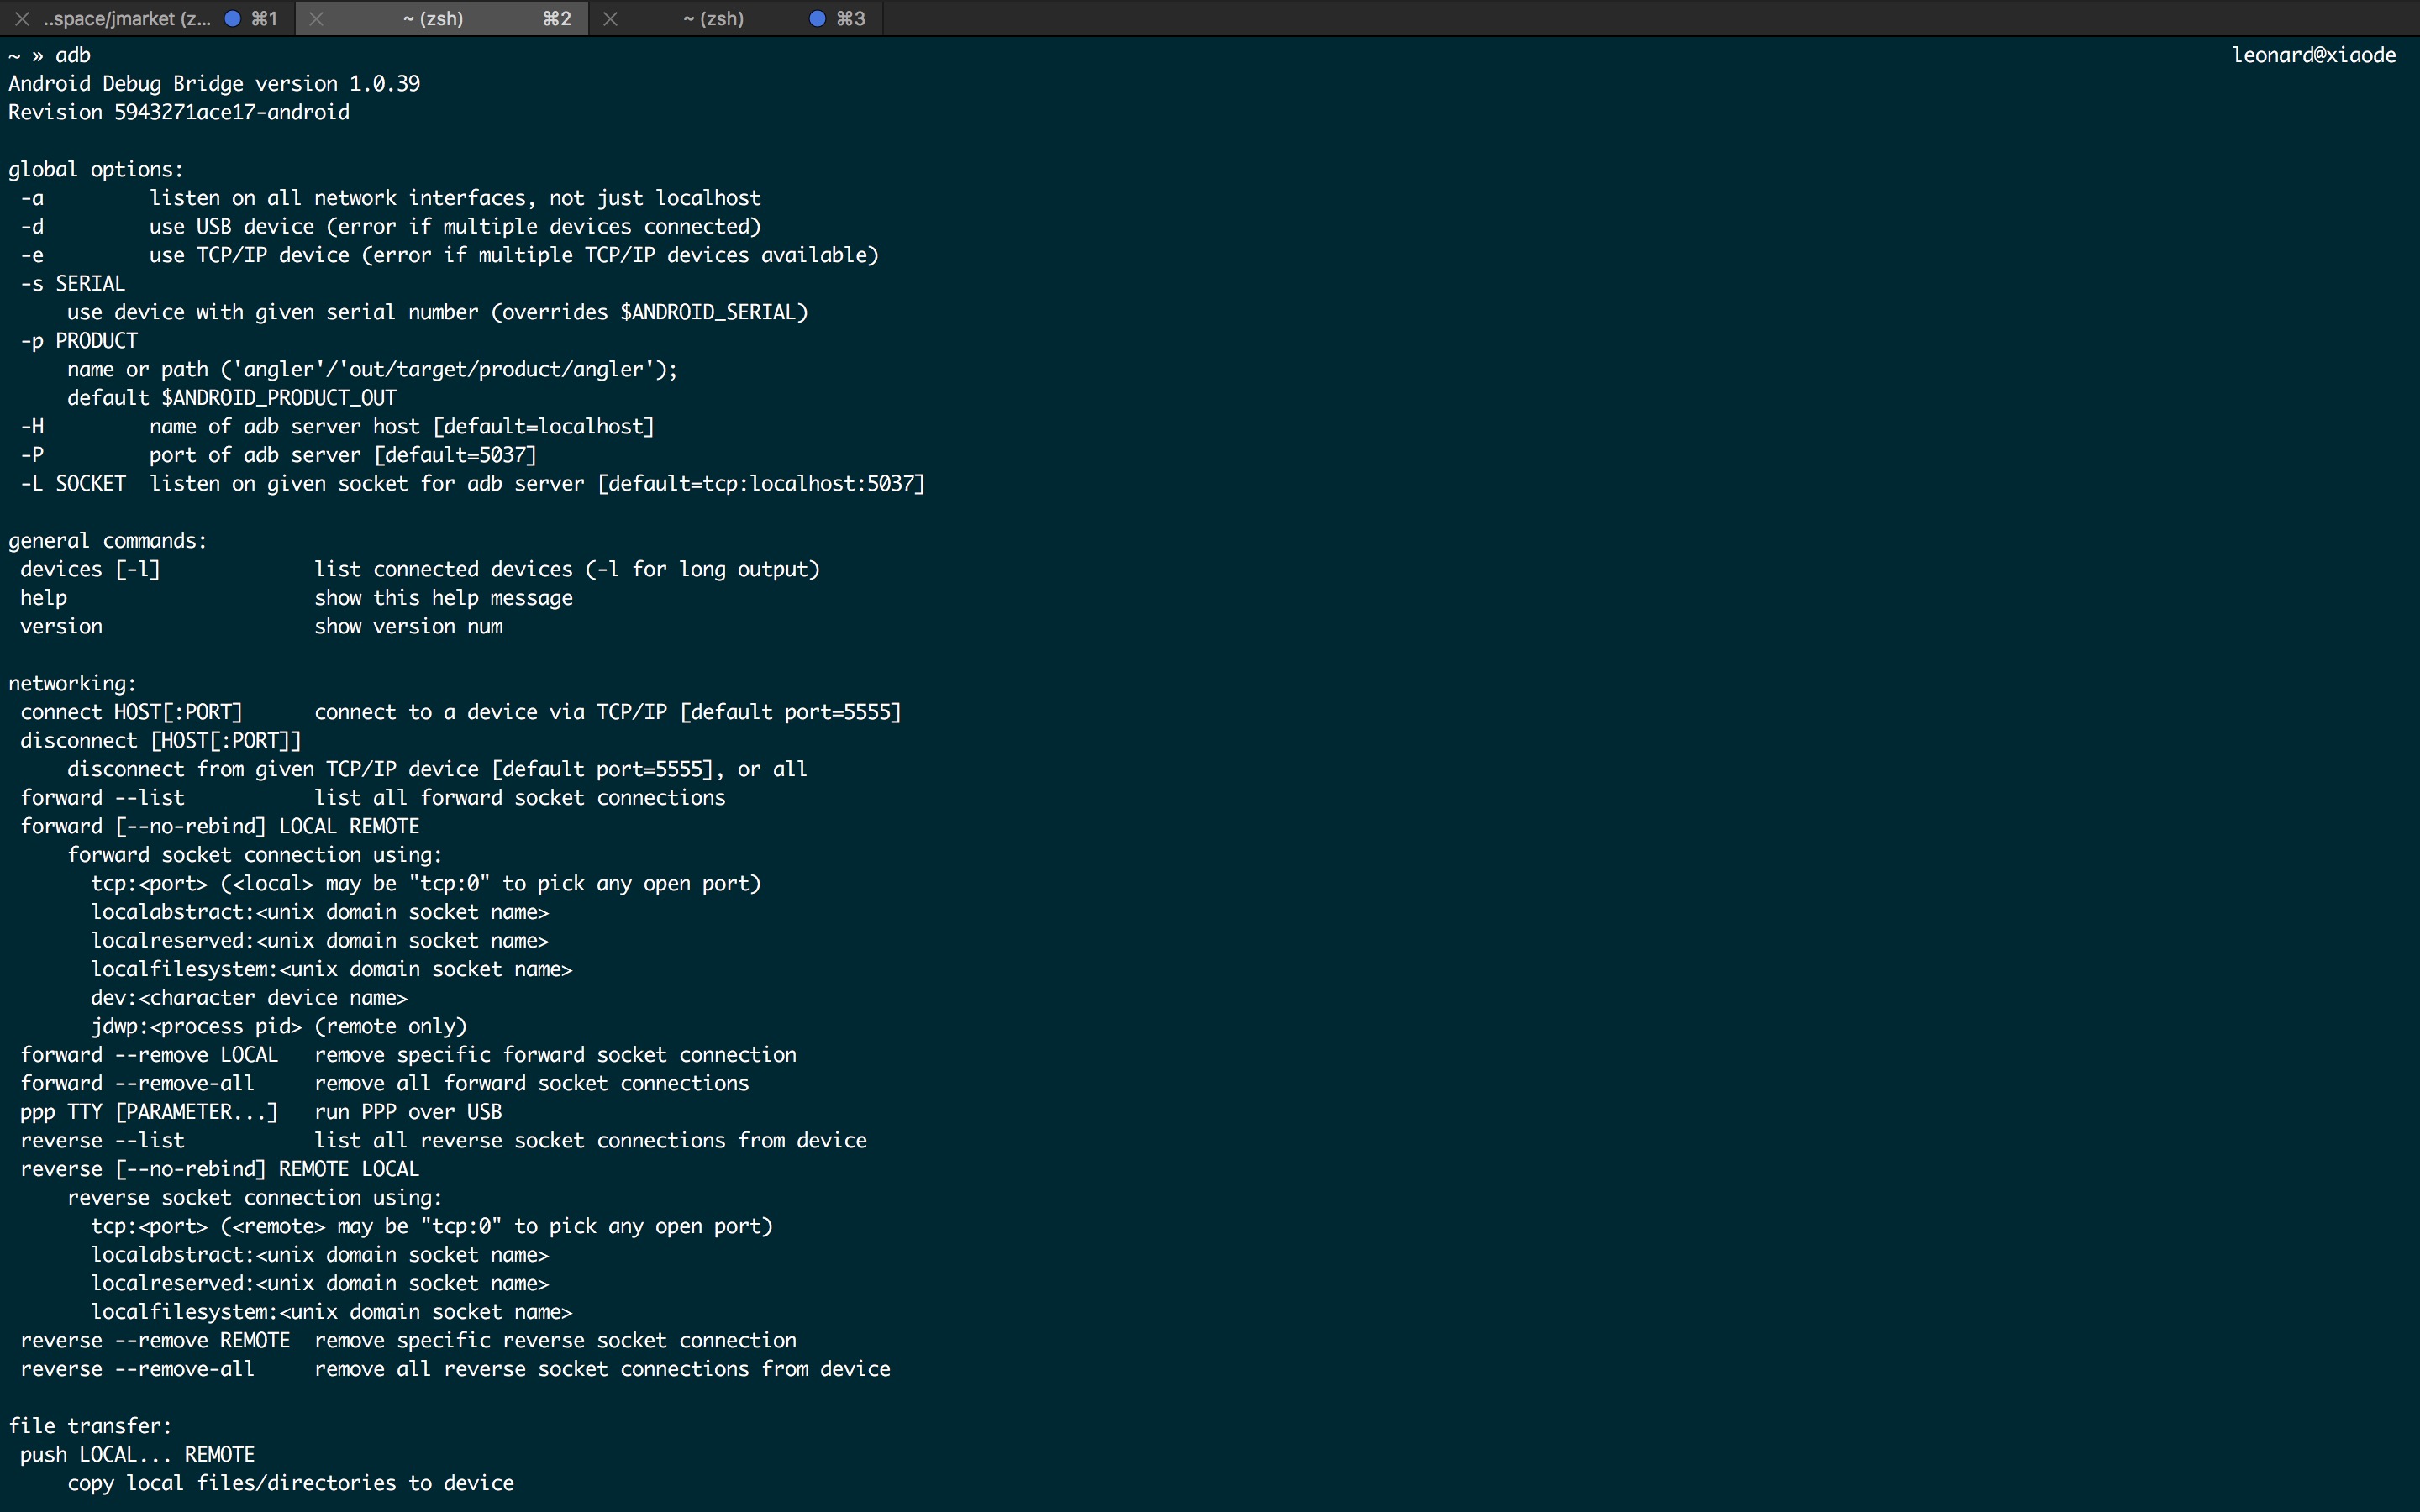 ..space/jmarket (z... ⌘1 ~ (zsh) ⌘2 ~ (zsh) ⌘3
~ » adb leonard@xiaode
Android Debug Bridge version 1.0.39
Revision 5943271ace17-android
global options:
-a listen on all network interfaces, not just localhost
-d use USB device (error if multiple devices connected)
-e use TCP/IP device (error if multiple TCP/IP devices available)
-s SERIAL
use device with given serial number (overrides $ANDROID_SERIAL)
-p PRODUCT
name or path ('angler'/'out/target/product/angler');
default $ANDROID_PRODUCT_OUT
-H name of adb server host [default=localhost]
-P port of adb server [default=5037]
-L SOCKET listen on given socket for adb server [default=tcp:localhost:5037]
general commands:
devices [-l] list connected devices (-l for long output)
help show this help message
version show version num
networking:
connect HOST[:PORT] connect to a device via TCP/IP [default port=5555]
disconnect [HOST[:PORT]]
disconnect from given TCP/IP device [default port=5555], or all
forward --list list all forward socket connections
forward [--no-rebind] LOCAL REMOTE
forward socket connection using:
tcp:<port> (<local> may be "tcp:0" to pick any open port)
localabstract:<unix domain socket name>
localreserved:<unix domain socket name>
localfilesystem:<unix domain socket name>
dev:<character device name>
jdwp:<process pid> (remote only)
forward --remove LOCAL remove specific forward socket connection
forward --remove-all remove all forward socket connections
ppp TTY [PARAMETER...] run PPP over USB
reverse --list list all reverse socket connections from device
reverse [--no-rebind] REMOTE LOCAL
reverse socket connection using:
tcp:<port> (<remote> may be "tcp:0" to pick any open port)
localabstract:<unix domain socket name>
localreserved:<unix domain socket name>
localfilesystem:<unix domain socket name>
reverse --remove REMOTE remove specific reverse socket connection
reverse --remove-all remove all reverse socket connections from device
file transfer:
push LOCAL... REMOTE
copy local files/directories to device